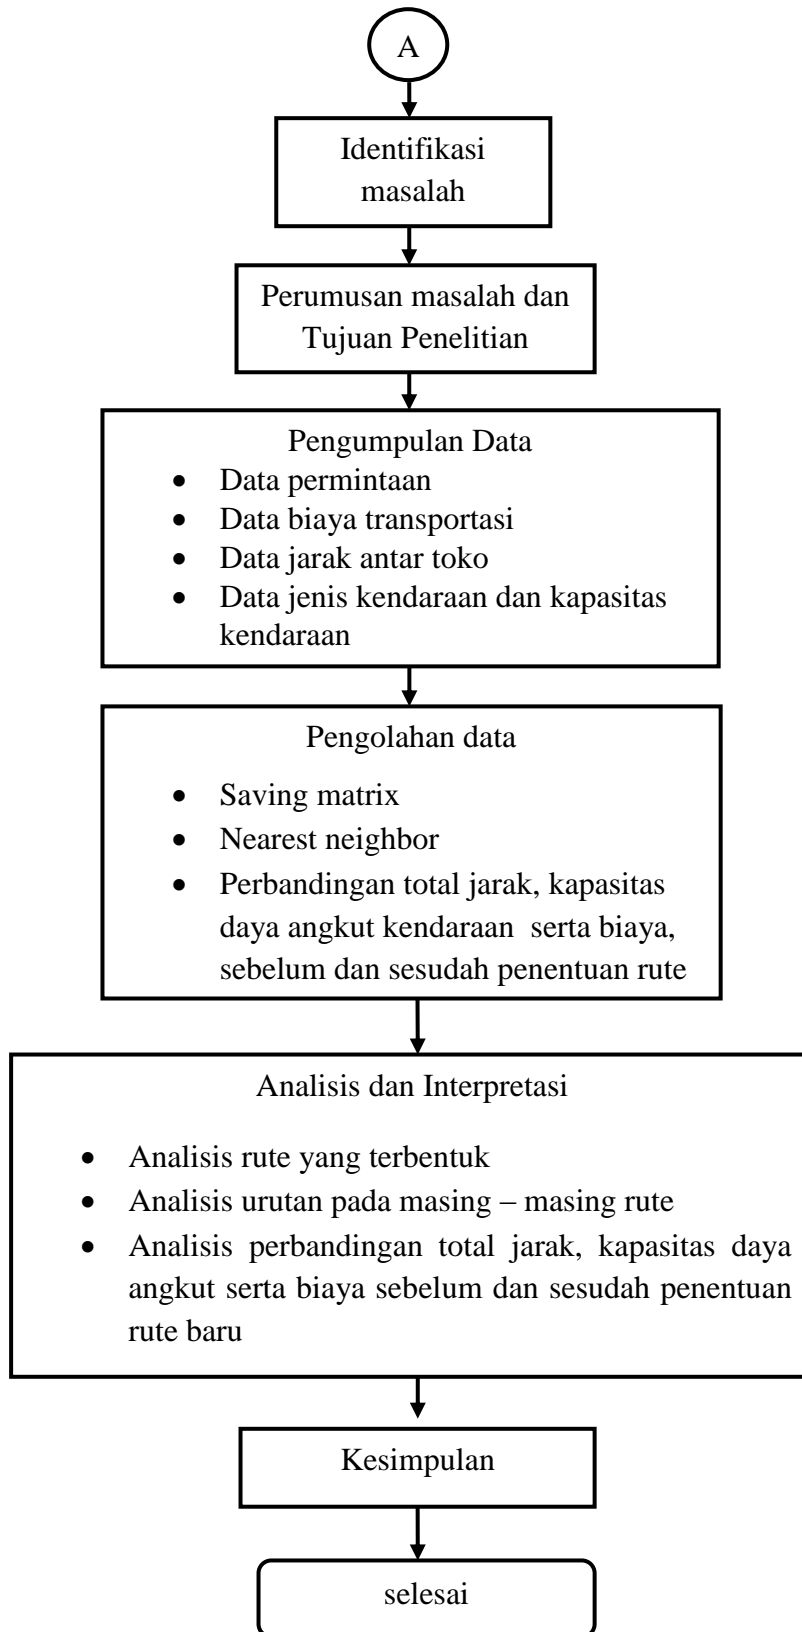 A
Identifikasi
masalah
Perumusan masalah dan
Tujuan Penelitian
Pengumpulan Data
• Data permintaan
• Data biaya transportasi
• Data jarak antar toko
• Data jenis kendaraan dan kapasitas
kendaraan
Pengolahan data
• Saving matrix
• Nearest neighbor
• Perbandingan total jarak, kapasitas
daya angkut kendaraan serta biaya,
sebelum dan sesudah penentuan rute
Analisis dan Interpretasi
• Analisis rute yang terbentuk
• Analisis urutan pada masing – masing rute
• Analisis perbandingan total jarak, kapasitas daya
angkut serta biaya sebelum dan sesudah penentuan
rute baru
Kesimpulan
selesai